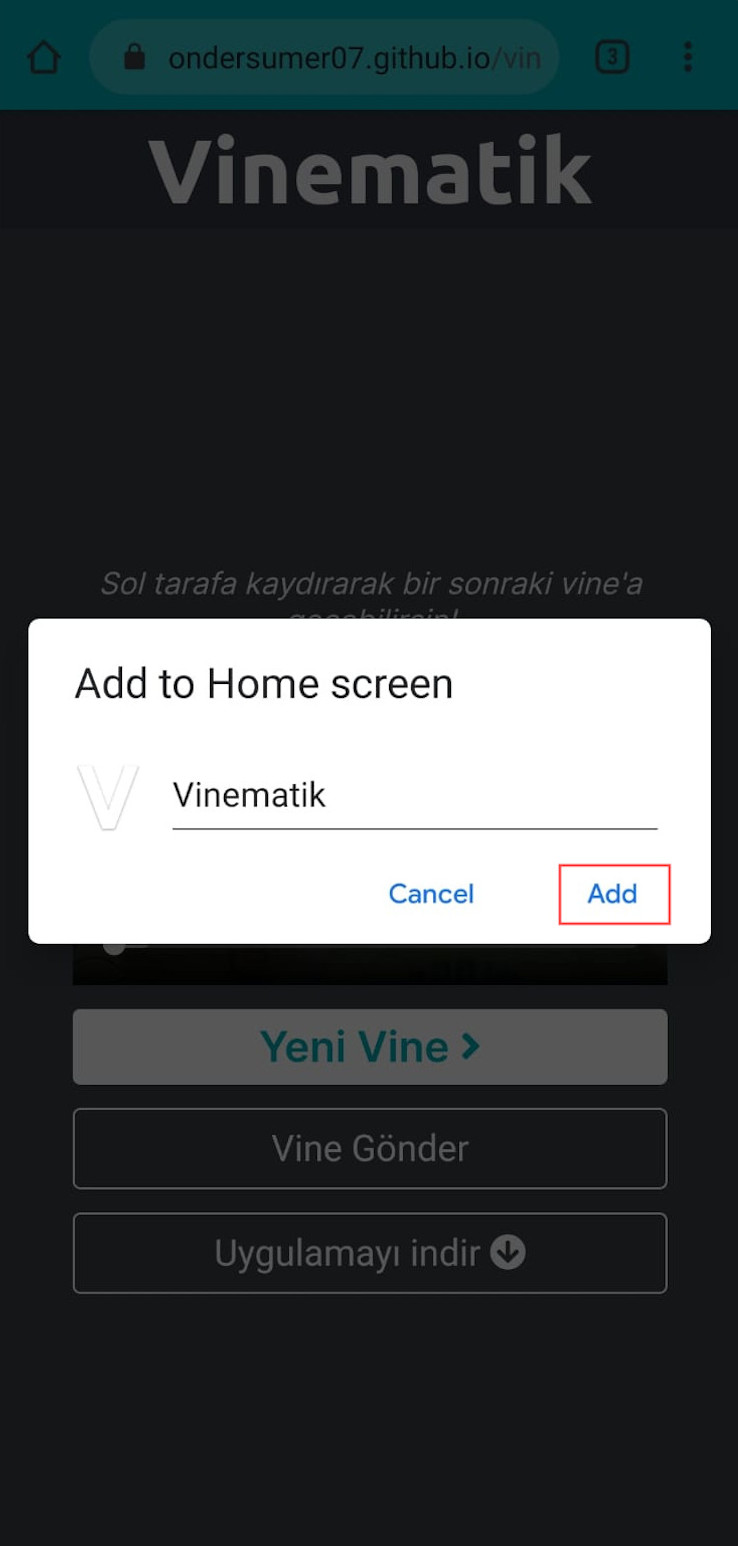 ondersumer07.github.io/vin
3
Vinematik
Sol tarafa kaydırarak bir sonraki vine'a
geçebilirsin!
Add to Home screen
V
Vinematik
Cancel
Add
Yeni Vine
Vine Gönder
Uygulamayı indir